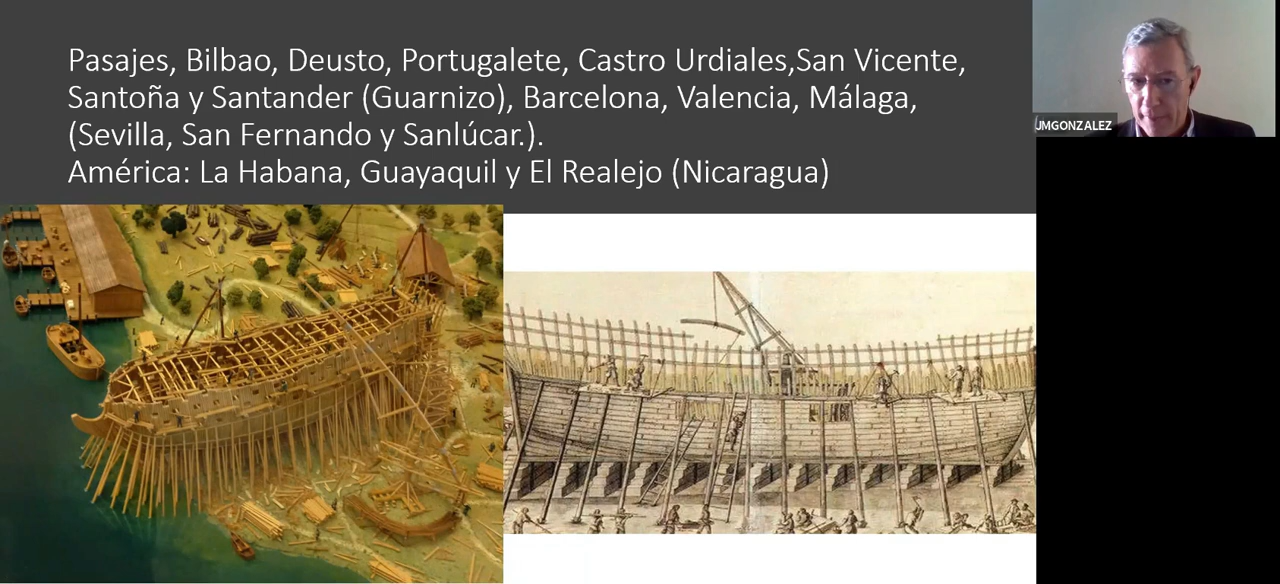 Pasajes, Bilbao, Deusto, Portugalete, Castro Urdiales,San Vicente,
Santoña y Santander (Guarnizo), Barcelona, Valencia, Málaga,
(Sevilla, San Fernando y Sanlúcar.).
América: La Habana, Guayaquil y El Realejo (Nicaragua)
JMGONZALEZ